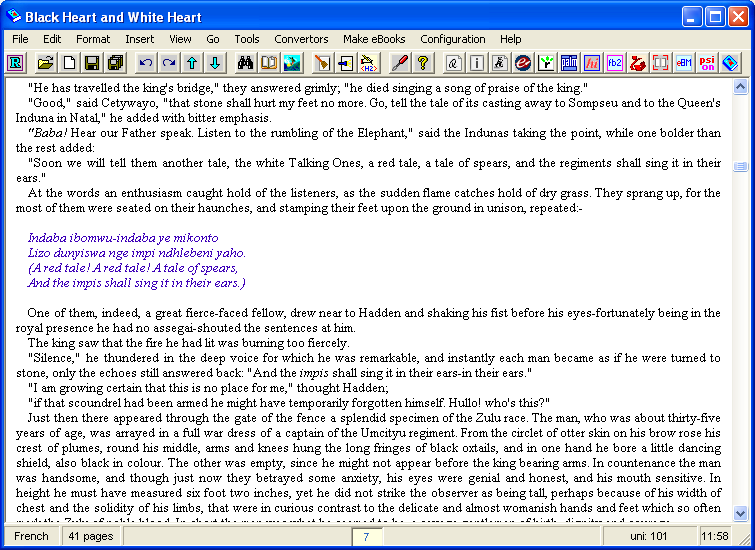 Black Heart and White Heart
File Edit Format Insert View Go Tools Convertors Make eBooks Configuration Help
"He has travelled the king's bridge," they answered grimly; "he died singing a song of praise of the king."
"Good," said Cetywayo, "that stone shall hurt my feet no more. Go, tell the tale of its casting away to Sompseu and to the Queen's
Induna in Natal," he added with bitter emphasis.
"Baba! Hear our Father speak. Listen to the rumbling of the Elephant," said the Indunas taking the point, while one bolder than
the rest added:
"Soon we will tell them another tale, the white Talking Ones, a red tale, a tale of spears, and the regiments shall sing it in their
ears."
At the words an enthusiasm caught hold of the listeners, as the sudden flame catches hold of dry grass. They sprang up, for the
most of them were seated on their haunches, and stamping their feet upon the ground in unison, repeated:-
Indaba ibomwu-indaba ye mikonto
Lizo dunyiswa nge impi ndhlebeni yaho.
(A red tale! A red tale! A tale of spears,
And the impis shall sing it in their ears.)
One of them, indeed, a great fierce-faced fellow, drew near to Hadden and shaking his fist before his eyes-fortunately being in the
royal presence he had no assegai-shouted the sentences at him.
The king saw that the fire he had lit was burning too fiercely.
"Silence," he thundered in the deep voice for which he was remarkable, and instantly each man became as if he were turned to
stone, only the echoes still answered back: "And the impis shall sing it in their ears-in their ears."
"I am growing certain that this is no place for me," thought Hadden;
"if that scoundrel had been armed he might have temporarily forgotten himself. Hullo! who's this?"
Just then there appeared through the gate of the fence a splendid specimen of the Zulu race. The man, who was about thirty-five
years of age, was arrayed in a full war dress of a captain of the Umcityu regiment. From the circlet of otter skin on his brow rose his
crest of plumes, round his middle, arms and knees hung the long fringes of black oxtails, and in one hand he bore a little dancing
shield, also black in colour. The other was empty, since he might not appear before the king bearing arms. In countenance the man
was handsome, and though just now they betrayed some anxiety, his eyes were genial and honest, and his mouth sensitive. In
height he must have measured six foot two inches, yet he did not strike the observer as being tall, perhaps because of his width of
chest and the solidity of his limbs, that were in curious contrast to the delicate and almost womanish hands and feet which so often
French 41 pages 7 uni: 101 11:58